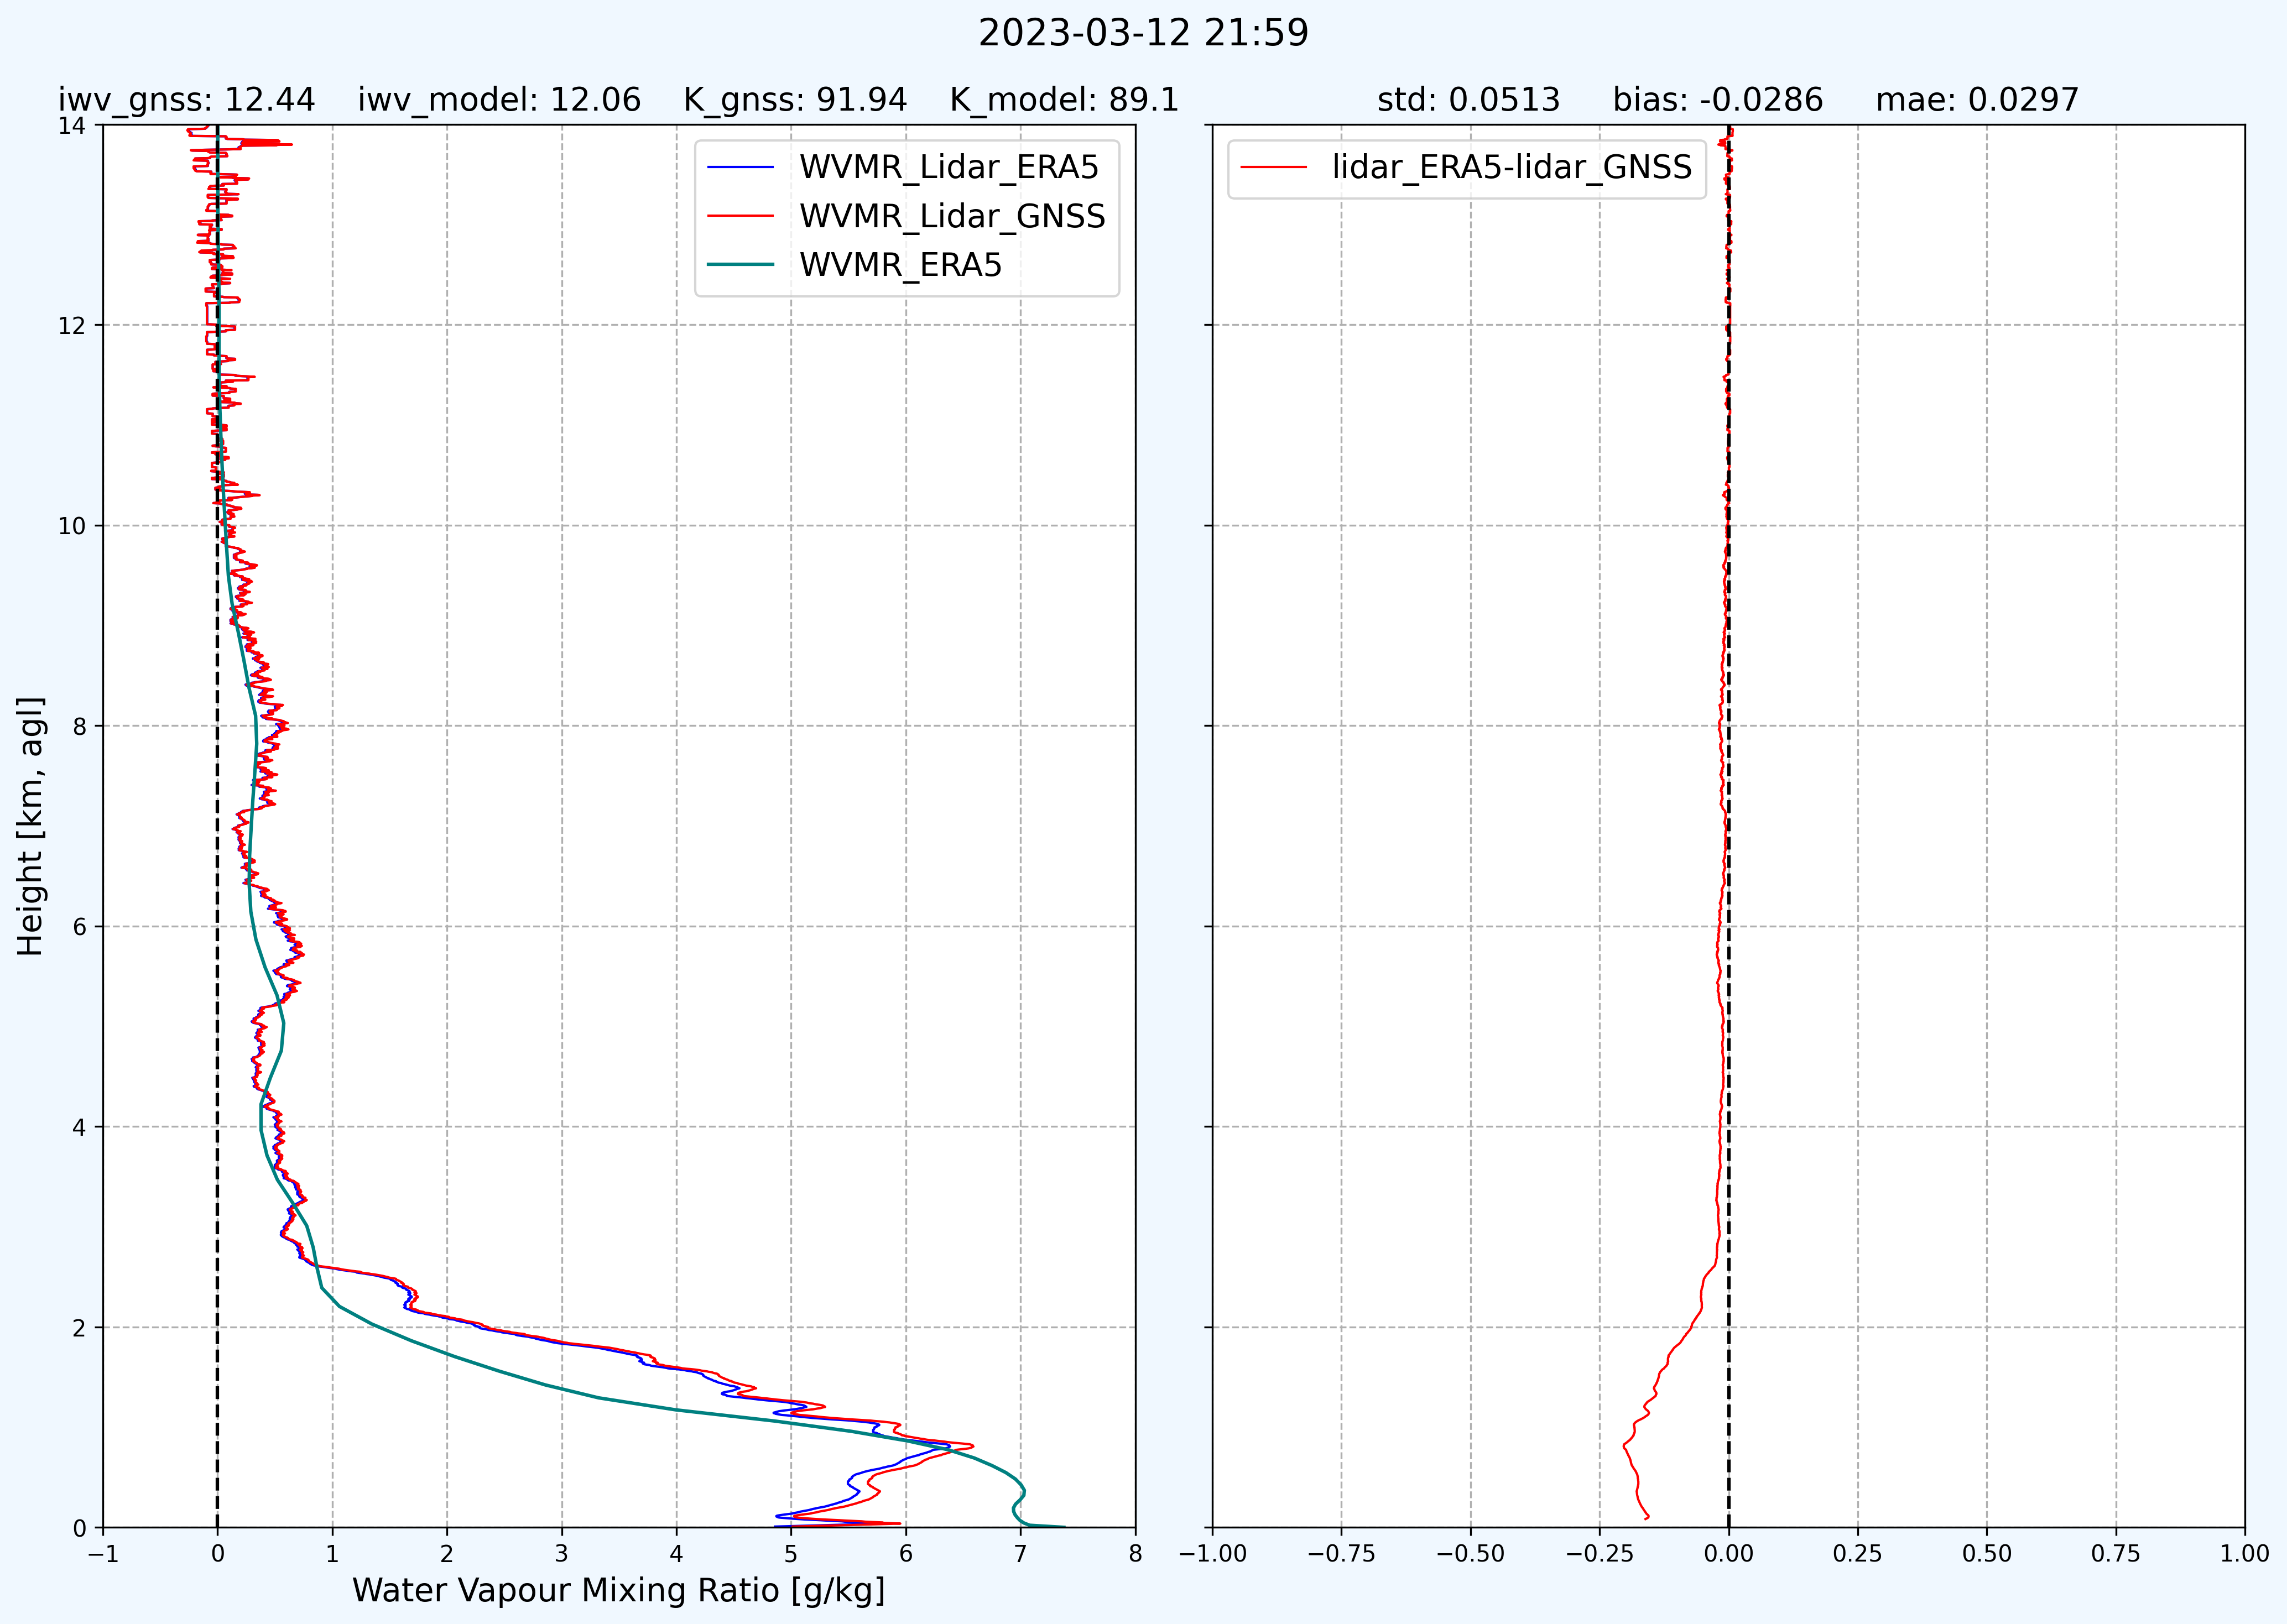 2023-03-12 21:59
iwv_gnss: 12.44 iwv_model: 12.06 K_gnss: 91.94 K_model: 89.1
std: 0.0513 bias: -0.0286 mae: 0.0297
WVMR_Lidar_ERA5
WVMR_Lidar_GNSS
WVMR_ERA5
lidar_ERA5-lidar_GNSS
14
12
10
8
6
4
2
0
Height [km, agl]
−1 0 1 2 3 4 5 6 7 8
Water Vapour Mixing Ratio [g/kg]
−1.00 −0.75 −0.50 −0.25 0.00 0.25 0.50 0.75 1.00